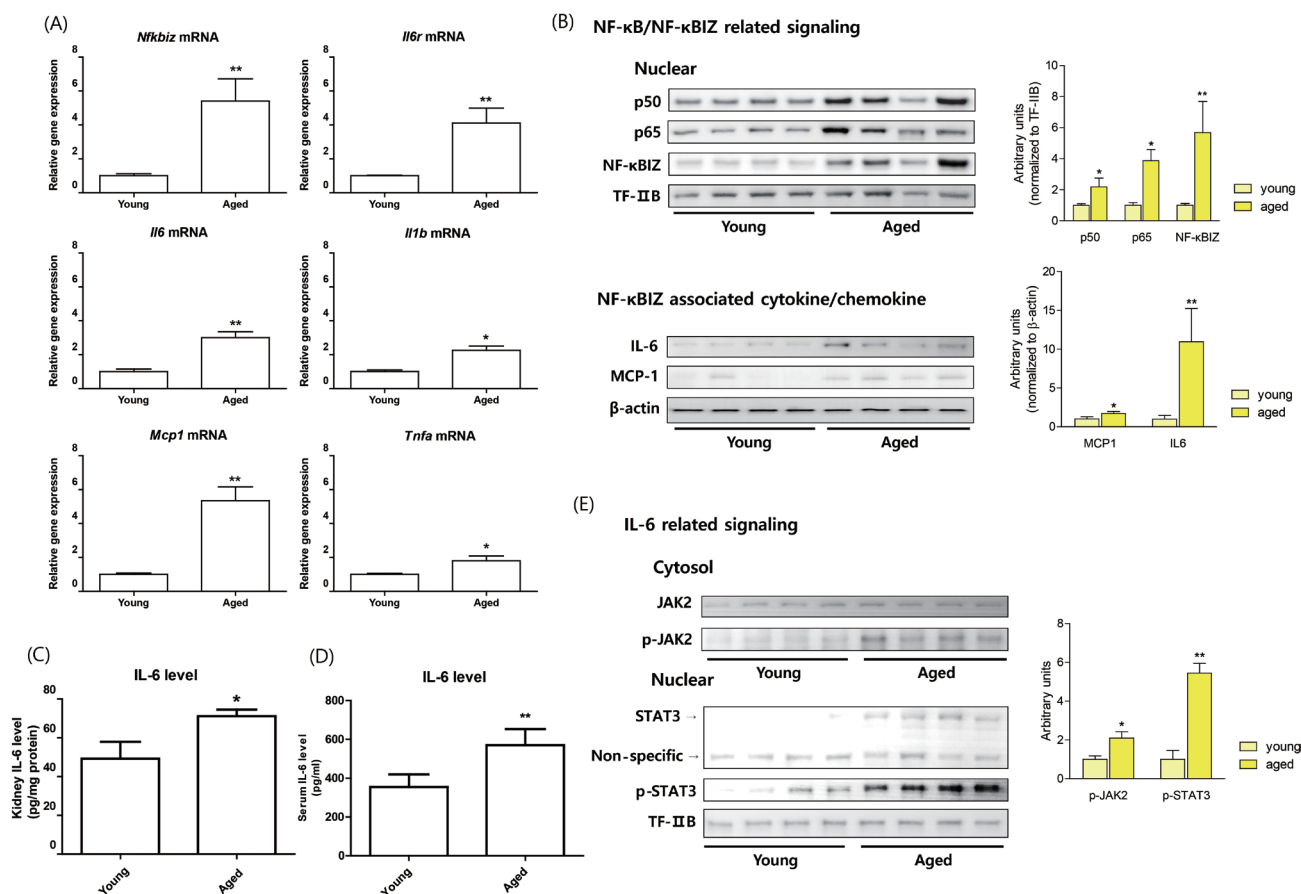 (A)
Nfkbiz mRNA
Relative gene expression
8
6
4
2
0
**
Young
Aged
Il6r mRNA
Relative gene expression
8
6
4
2
0
**
Young
Aged
Il6 mRNA
Relative gene expression
8
6
4
2
0
**
Young
Aged
Il1b mRNA
Relative gene expression
8
6
4
2
0
*
Young
Aged
Mcp1 mRNA
Relative gene expression
8
6
4
2
0
**
Young
Aged
Tnfa mRNA
Relative gene expression
8
6
4
2
0
*
Young
Aged
(B)
NF-κB/NF-κBIZ related signaling
Nuclear
p50
p65
NF-κBIZ
TF-ⅡB
Young
Aged
Arbitrary units
(normalized to TF-IIB)
10
8
6
4
2
0
*
*
**
p50
p65
NF-κBIZ
young
aged
NF-κBIZ associated cytokine/chemokine
IL-6
MCP-1
β-actin
Young
Aged
Arbitrary units
(normalized to β-actin)
20
15
10
5
0
*
**
MCP1
IL6
young
aged
(C)
IL-6 level
Kidney IL-6 level
(pg/mg protein)
80
60
40
20
0
*
Young
Aged
(D)
IL-6 level
Serum IL-6 level
(pg/ml)
800
600
400
200
0
**
Young
Aged
(E)
IL-6 related signaling
Cytosol
JAK2
p-JAK2
Young
Aged
Nuclear
STAT3 →
Non-specific →
p-STAT3
TF-ⅡB
Young
Aged
Arbitrary units
8
6
4
2
0
*
**
p-JAK2
p-STAT3
young
aged